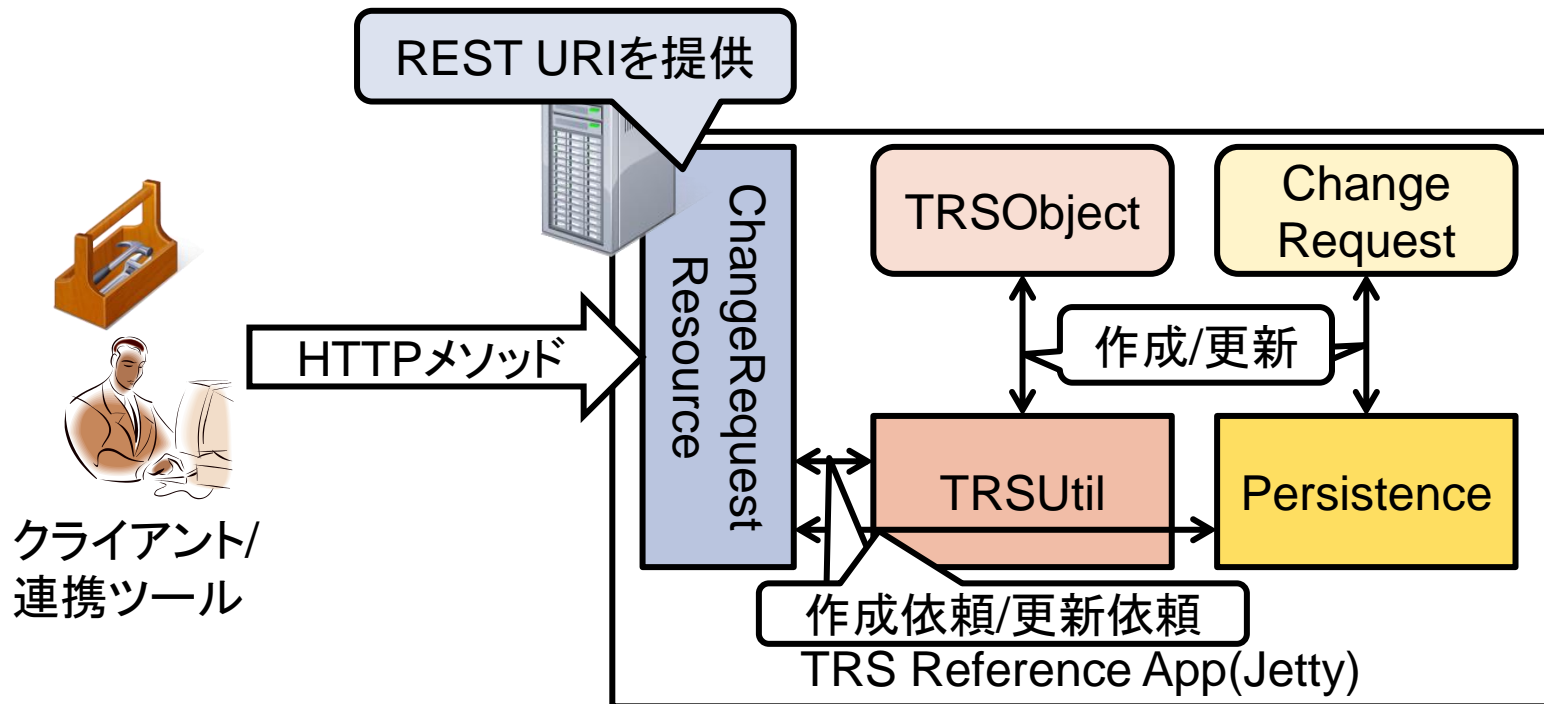 REST URIを提供
ChangeRequest
Resource
TRSObject
Change
Request
HTTPメソッド
作成/更新
TRSUtil
Persistence
クライアント/
連携ツール
作成依頼/更新依頼
TRS Reference App(Jetty)